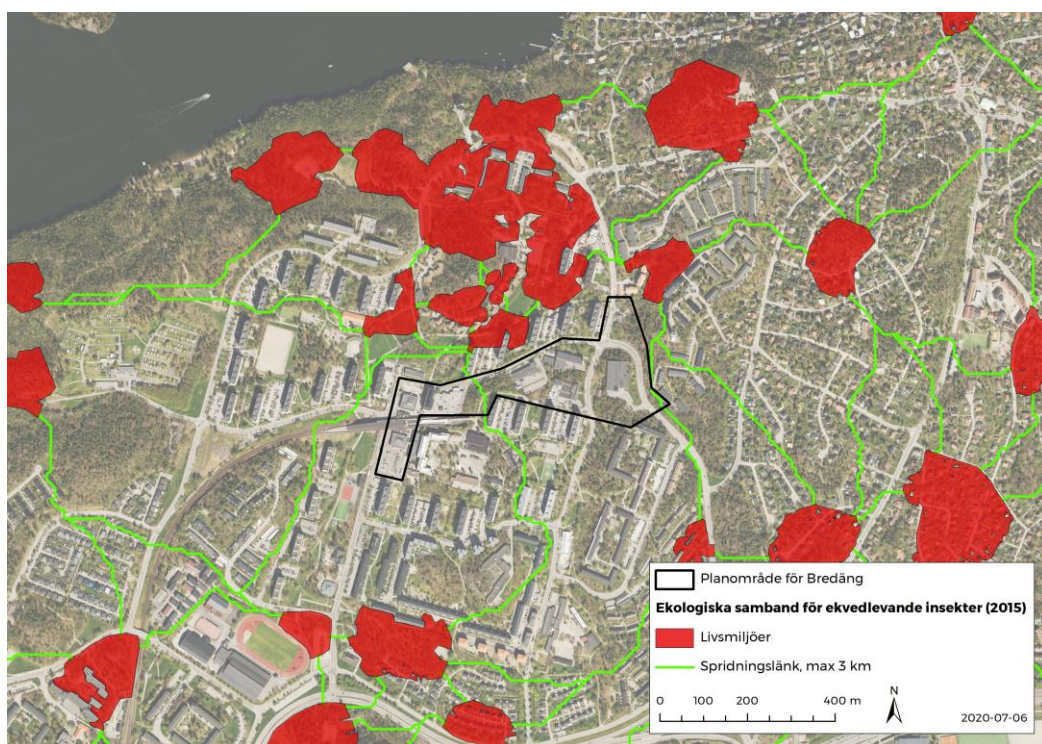 Planområde för Bredäng
Ekologiska samband för ekvedlevande insekter (2015)
Livsmiljöer
Spridningslänk, max 3 km
0 100 200 400 m
N
2020-07-06